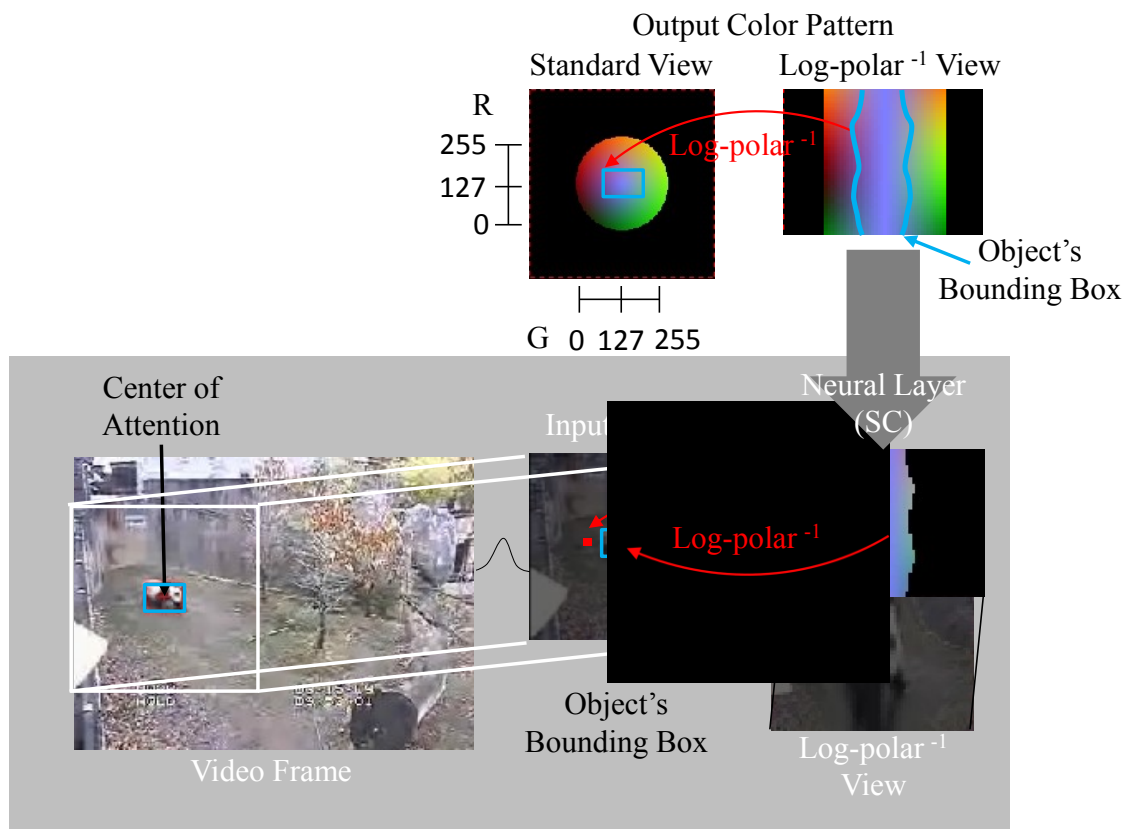 Output Color Pattern
Standard View
Log-polar -1 View
R
255
127
0
Log-polar -1
G 0 127 255
Object's
Bounding Box
Center of
Attention
Neural Layer
(SC)
Input
Log-polar -1
Object's
Bounding Box
Video Frame
Log-polar -1
View